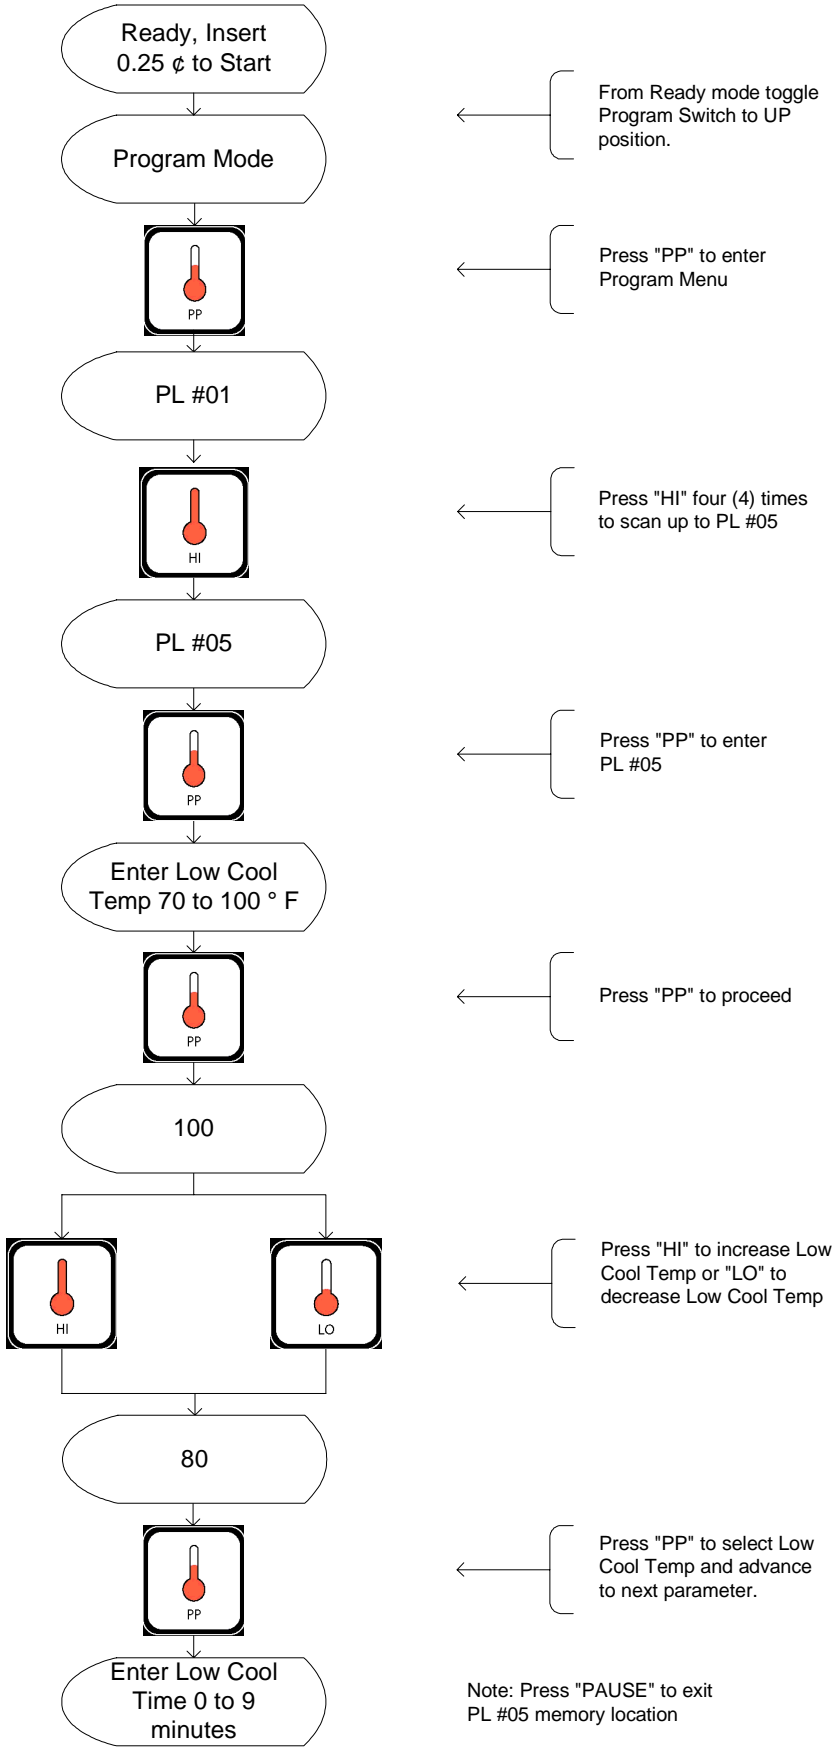 Ready, Insert
0.25 ¢ to Start
From Ready mode toggle
Program Switch to UP
position.
Program Mode
Press "PP" to enter
Program Menu
PP
PL #01
Press "HI" four (4) times
to scan up to PL #05
HI
PL #05
Press "PP" to enter
PL #05
PP
Enter Low Cool
Temp 70 to 100 ° F
Press "PP" to proceed
PP
100
Press "HI" to increase Low
Cool Temp or "LO" to
decrease Low Cool Temp
HI
LO
80
Press "PP" to select Low
Cool Temp and advance
to next parameter.
PP
Enter Low Cool
Time 0 to 9
minutes
Note: Press "PAUSE" to exit
PL #05 memory location